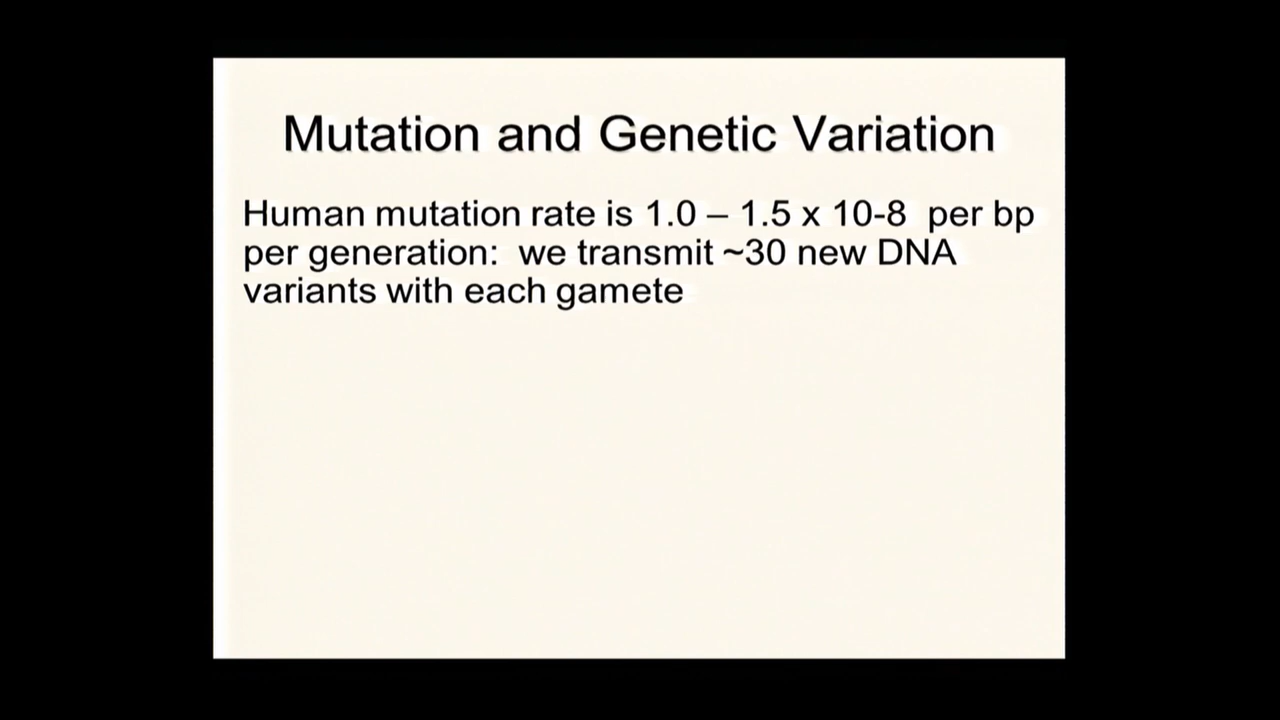 Mutation and Genetic Variation
Human mutation rate is 1.0 – 1.5 x 10-8  per bp
per generation:  we transmit ~30 new DNA
variants with each gamete